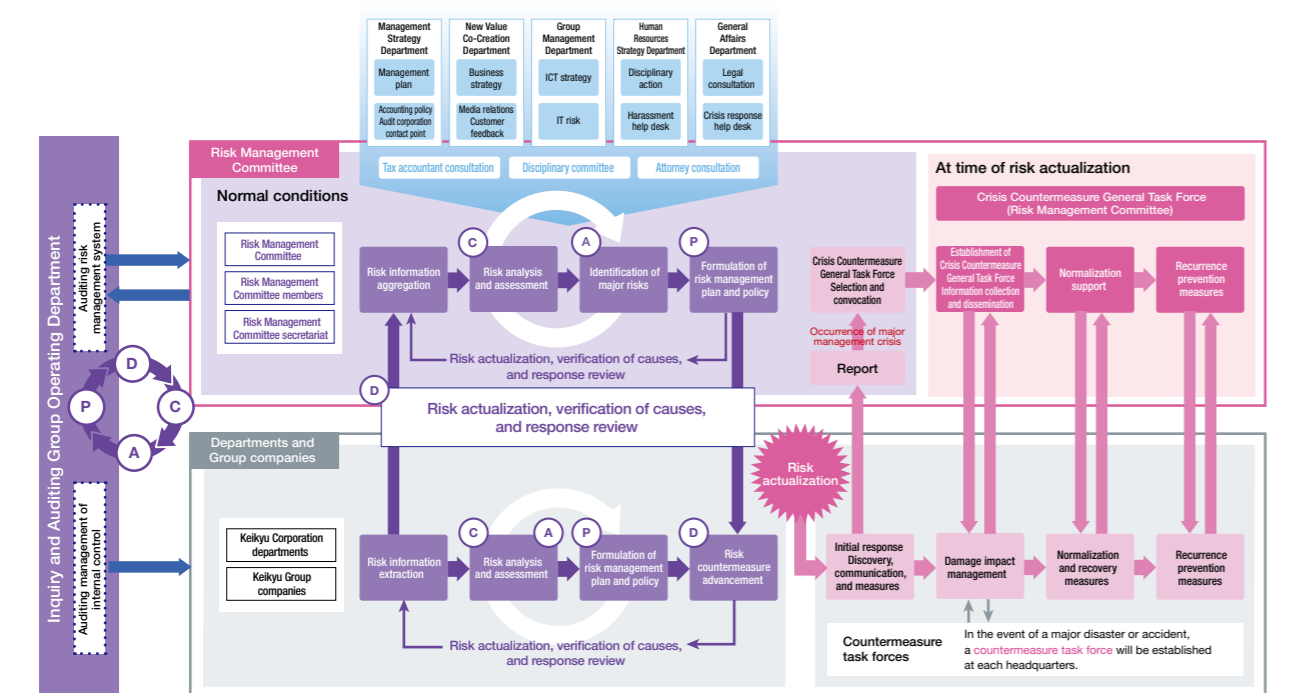 Management
Strategy
Department
Management
plan
Accounting policy
Audit corporation
contact point
New Value
Co-Creation
Department
Business
strategy
Media relations
Customer
feedback
Group
Management
Department
ICT strategy
IT risk
Human
Resources
Strategy Department
Disciplinary
action
Harassment
help desk
General
Affairs
Department
Legal
consultation
Crisis response
help desk
Tax accountant consultation
Disciplinary committee
Attorney consultation
Inquiry and Auditing Group Operating Department
Auditing risk
management system
D
C
A
P
Auditing management of
internal control
Risk Management
Committee
Normal conditions
Risk Management
Committee
Risk Management
Committee members
Risk Management
Committee secretariat
Risk information
aggregation
C
Risk analysis
and assessment
A
Identification of
major risks
P
Formulation of
risk management
plan and policy
Risk actualization, verification of causes,
and response review
D
Risk actualization, verification of causes,
and response review
Crisis Countermeasure
General Task Force
Selection and
convocation
Occurrence of major
management crisis
Report
At time of risk actualization
Crisis Countermeasure General Task Force
(Risk Management Committee)
Establishment of
Crisis Countermeasure
General Task Force
Information collection
and dissemination
Normalization
support
Recurrence
prevention
measures
Departments and
Group companies
Keikyu Corporation
departments
Keikyu Group
companies
Risk information
extraction
C
Risk analysis
and assessment
A
P
Formulation of
risk management
plan and policy
D
Risk
countermeasure
advancement
Risk actualization, verification of causes,
and response review
Risk
actualization
Initial response
Discovery,
communication,
and measures
Damage impact
management
Normalization
and recovery
measures
Recurrence
prevention
measures
Countermeasure
task forces
In the event of a major disaster or accident,
a countermeasure task force will be established
at each headquarters.